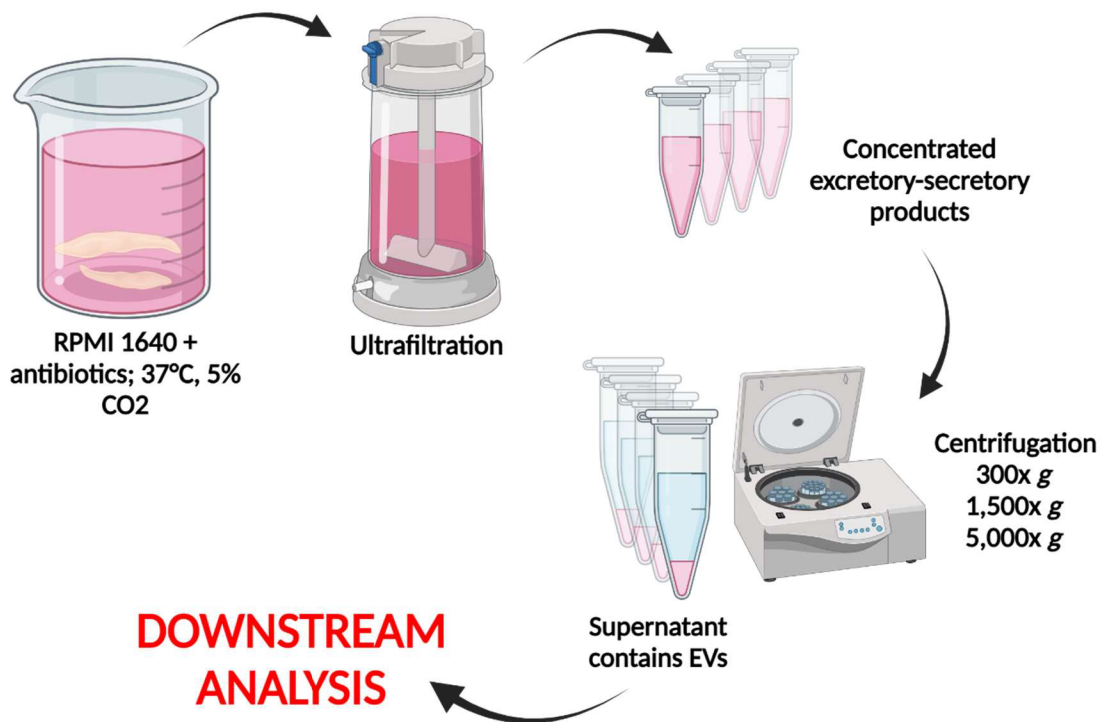 RPMI 1640 +
antibiotics; 37°C, 5%
CO2
Ultrafiltration
Concentrated
excretory-secretory
products
Centrifugation
300x g
1,500x g
5,000x g
Supernatant
contains EVs
DOWNSTREAM
ANALYSIS